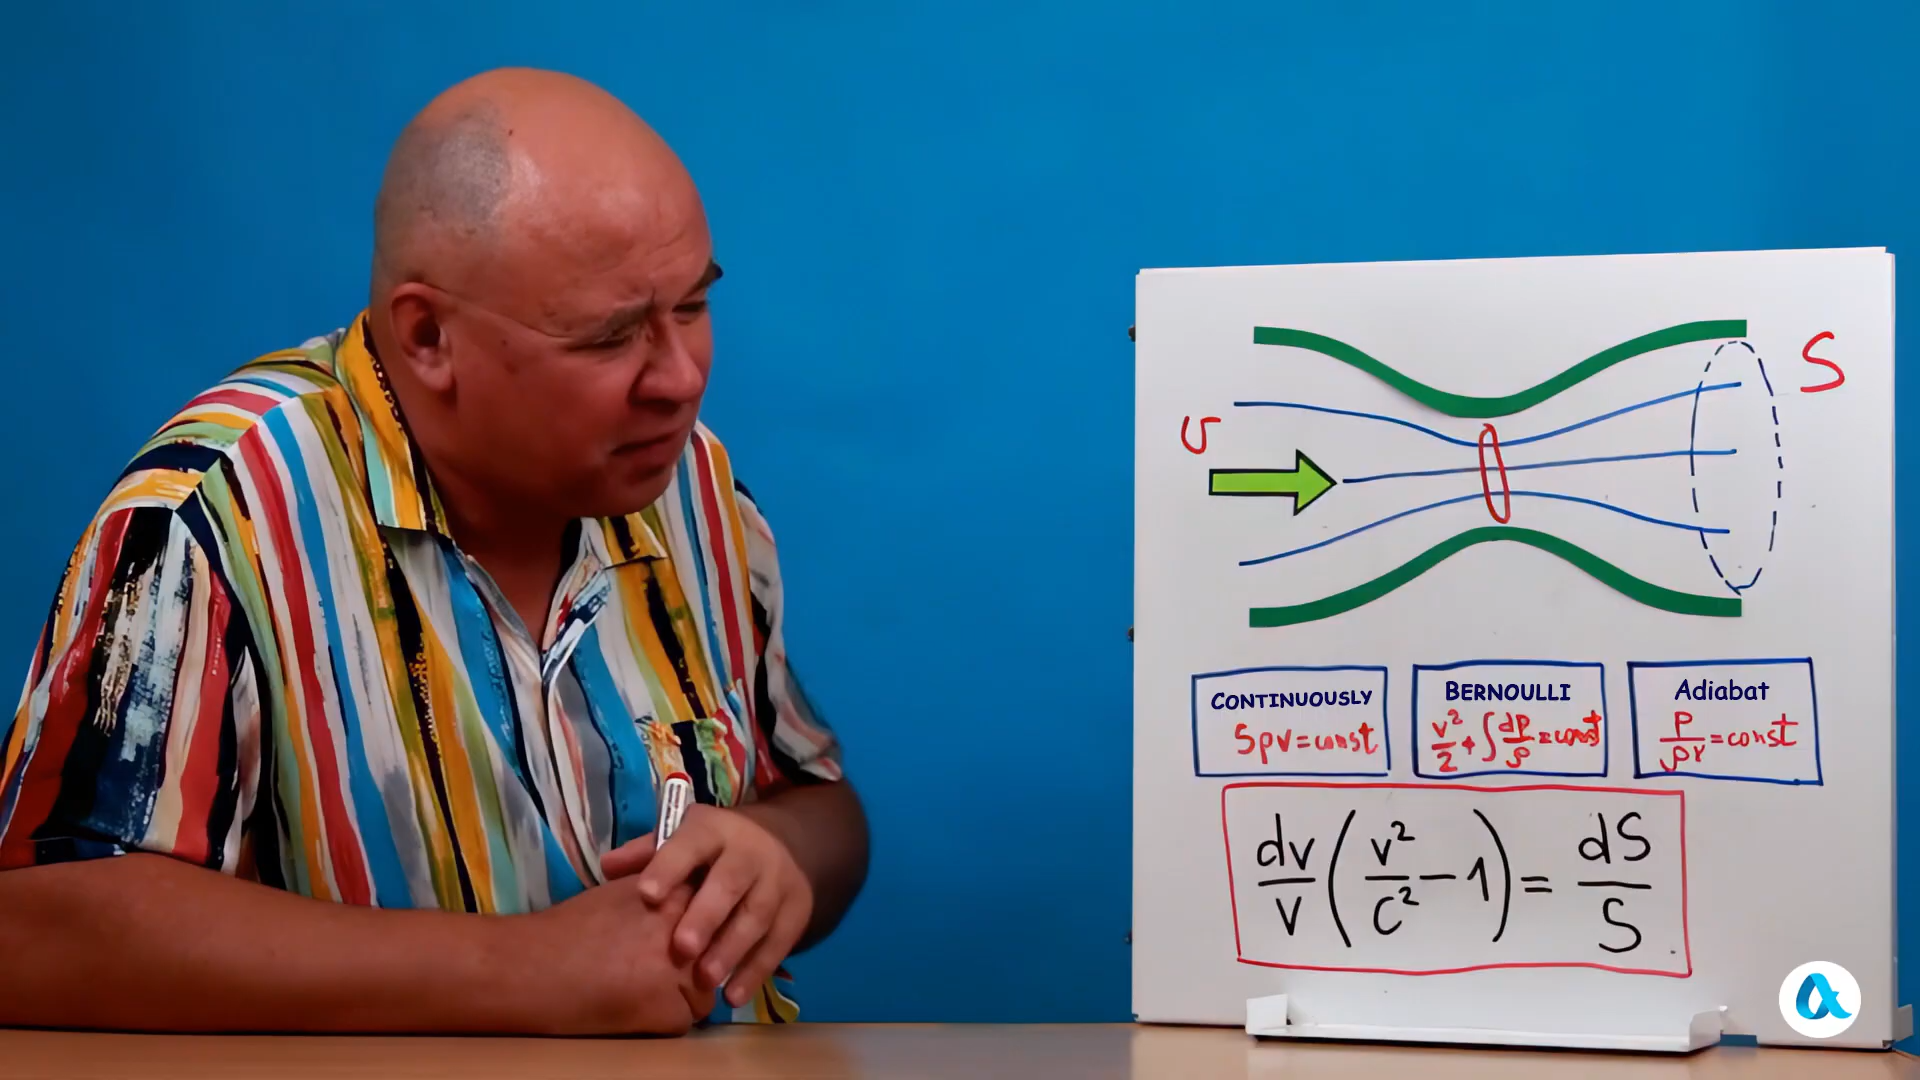 S
v
CONTINUOUSLY
Sρv=const
BERNOULLI
v²/2 + ∫dp/ρ = const
Adiabat
P/ρ^γ = const
dv/v (v²/c² − 1) = dS/S